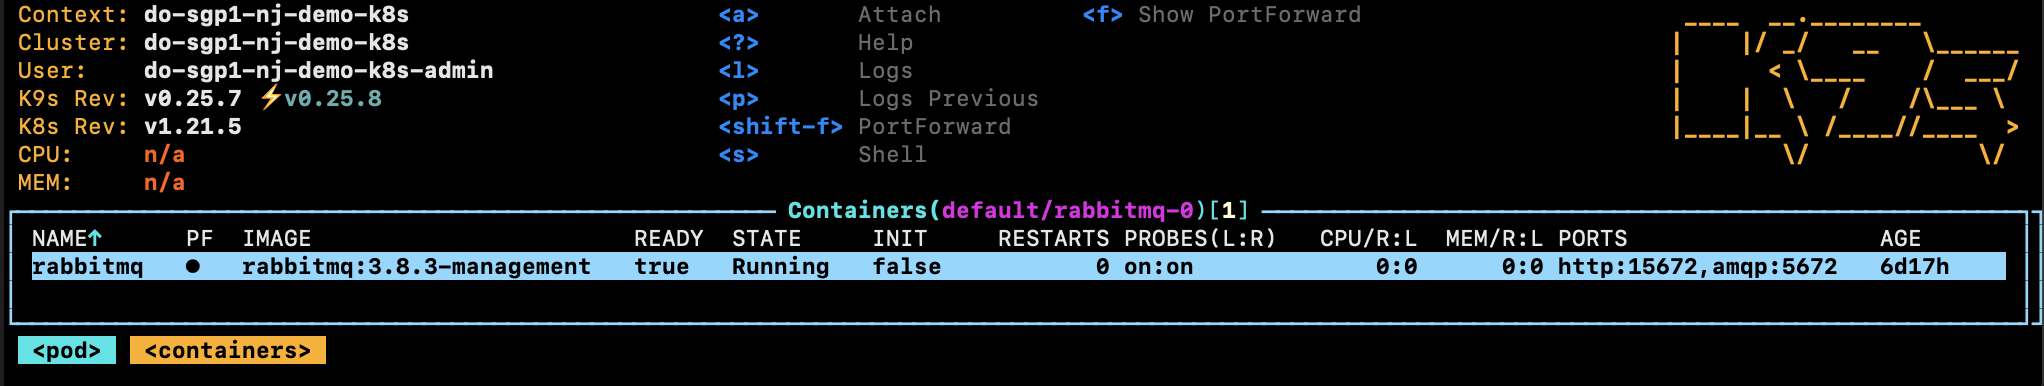 Context: do-sgp1-nj-demo-k8s <a> Attach <f> Show PortForward
Cluster: do-sgp1-nj-demo-k8s <?> Help
User: do-sgp1-nj-demo-k8s-admin <l> Logs
K9s Rev: v0.25.7 ⚡v0.25.8 <p> Logs Previous
K8s Rev: v1.21.5 <shift-f> PortForward
CPU: n/a <s> Shell
MEM: n/a
Containers(default/rabbitmq-0)[1]
NAME↑ PF IMAGE READY STATE INIT RESTARTS PROBES(L:R) CPU/R:L MEM/R:L PORTS AGE
rabbitmq ● rabbitmq:3.8.3-management true Running false 0 on:on 0:0 0:0 http:15672,amqp:5672 6d17h
<pod> <containers>